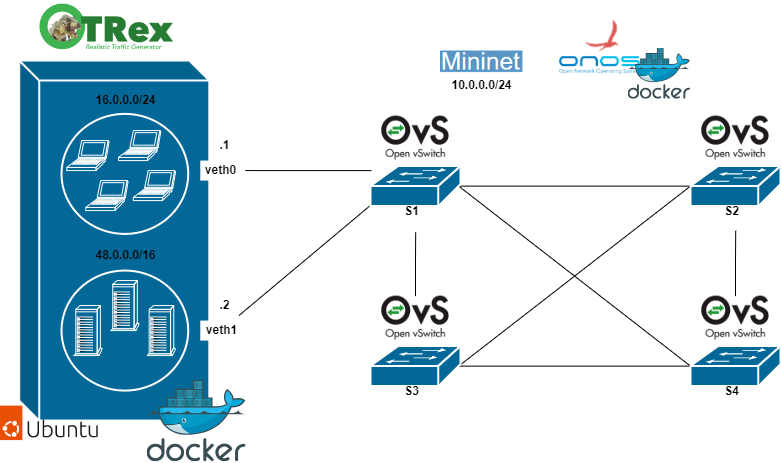 TRex
Realistic Traffic Generator
16.0.0.0/24
.1
veth0
48.0.0.0/16
.2
veth1
Ubuntu
docker
Mininet
10.0.0.0/24
onos
Open Network Operating System
docker
OvS
Open vSwitch
S1
OvS
Open vSwitch
S2
OvS
Open vSwitch
S3
OvS
Open vSwitch
S4